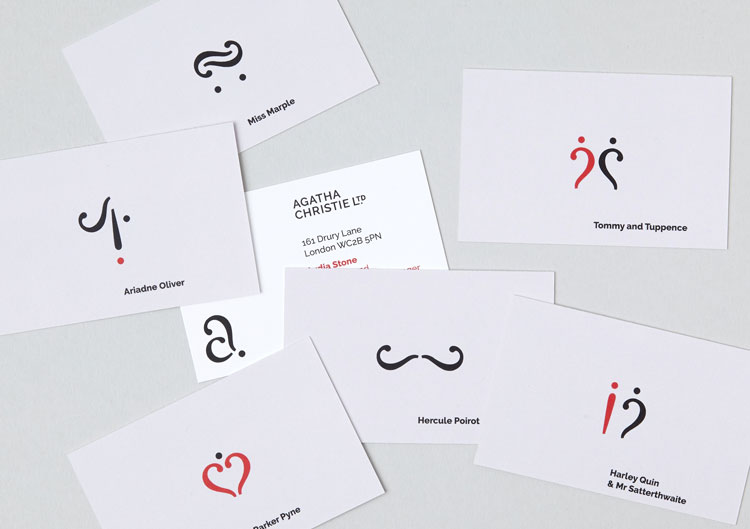 Miss Marple
Tommy and Tuppence
Ariadne Oliver
AGATHA
CHRISTIE LTD
161 Drury Lane
London WC2B 5PN
Stone
a.
Hercule Poirot
Harley Quin
& Mr Satterthwaite
Parker Pyne